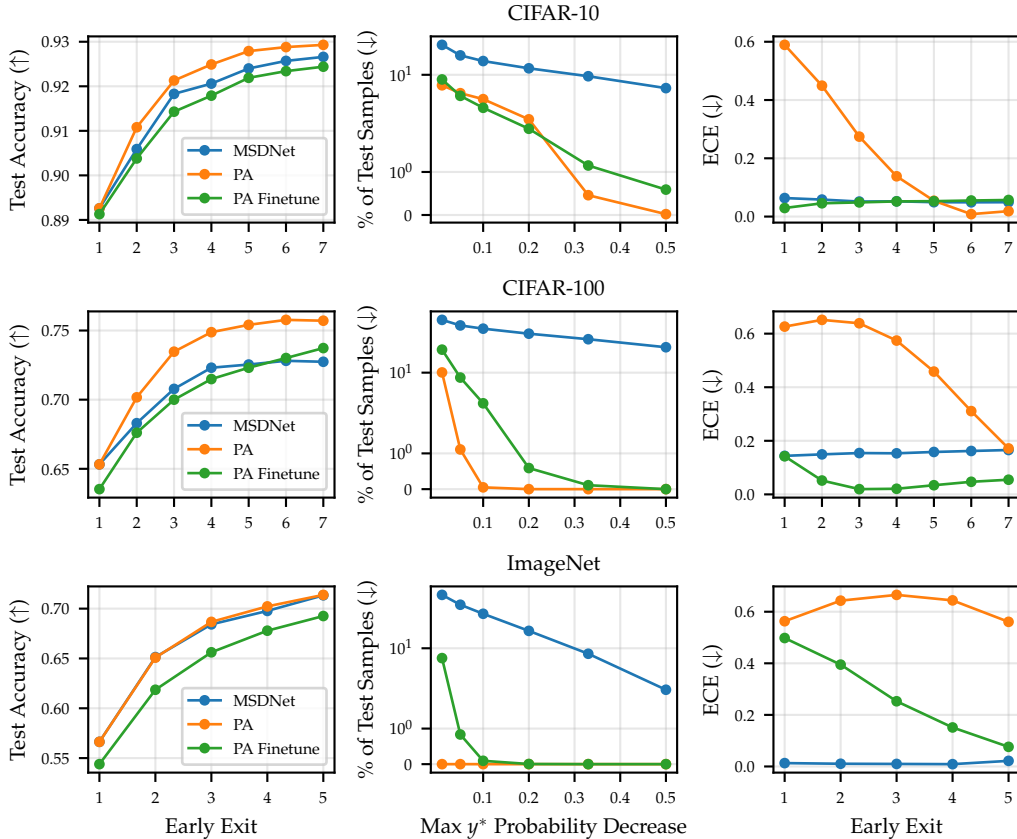 CIFAR-10
Test Accuracy (↑)
0.93
0.92
0.91
0.90
0.89
1 2 3 4 5 6 7
MSDNet
PA
PA Finetune
% of Test Samples (↓)
10¹
10⁰
0
0.1 0.2 0.3 0.4 0.5
ECE (↓)
0.6
0.4
0.2
0.0
1 2 3 4 5 6 7
CIFAR-100
Test Accuracy (↑)
0.75
0.70
0.65
1 2 3 4 5 6 7
MSDNet
PA
PA Finetune
% of Test Samples (↓)
10¹
10⁰
0
0.1 0.2 0.3 0.4 0.5
ECE (↓)
0.6
0.4
0.2
0.0
1 2 3 4 5 6 7
ImageNet
Test Accuracy (↑)
0.70
0.65
0.60
0.55
1 2 3 4 5
MSDNet
PA
PA Finetune
Early Exit
% of Test Samples (↓)
10¹
10⁰
0
0.1 0.2 0.3 0.4 0.5
Max y* Probability Decrease
ECE (↓)
0.6
0.4
0.2
0.0
1 2 3 4 5
Early Exit